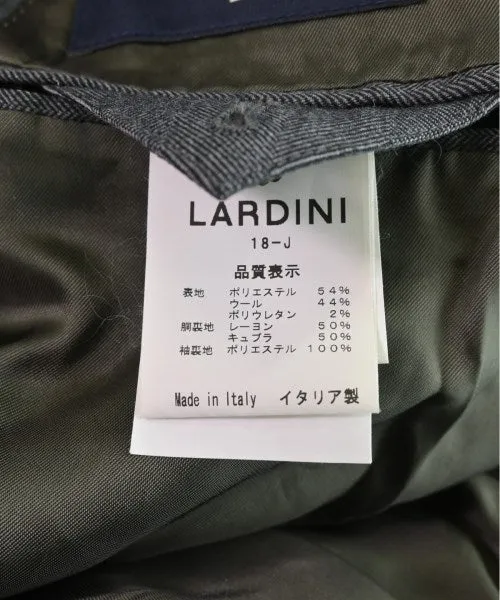 LARDINI
18-J
品質表示
表地 ポリエステル 54%
ウール 44%
ポリウレタン 2%
胴裏地 レーヨン 50%
キュプラ 50%
袖裏地 ポリエステル 100%
Made in Italy イタリア製